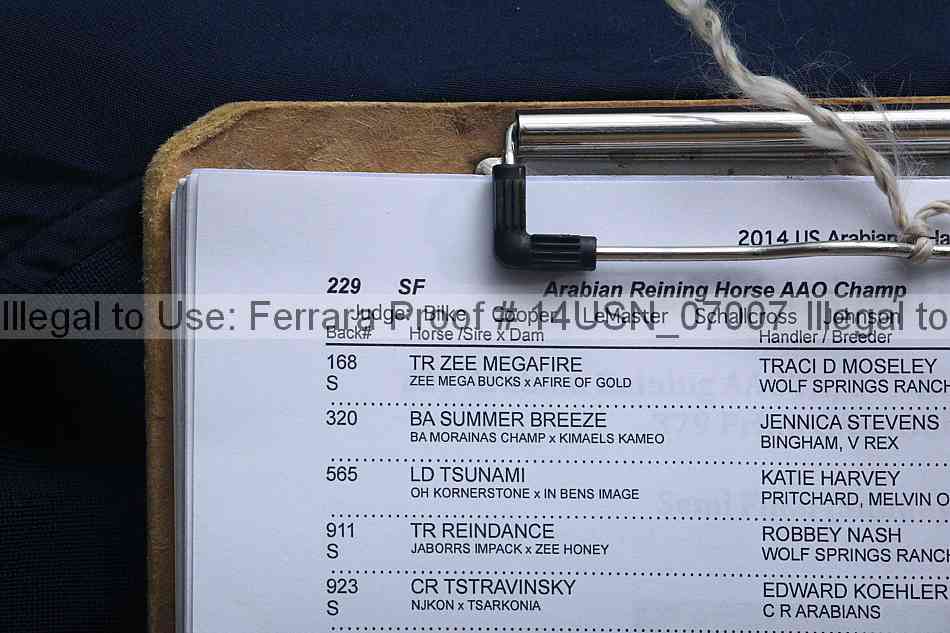 2014 US Arabian
229 SF Arabian Reining Horse AAO Champ
Illegal to Use: Ferrara Proof # 14USN_07007 Illegal to
Judge: Bilke Cooper LeMaster Schallcross Johnson
Back# Horse /Sire x Dam Handler / Breeder
168 TR ZEE MEGAFIRE TRACI D MOSELEY
S ZEE MEGA BUCKS x AFIRE OF GOLD WOLF SPRINGS RANCH
320 BA SUMMER BREEZE JENNICA STEVENS
BA MORAINAS CHAMP x KIMAELS KAMEO BINGHAM, V REX
565 LD TSUNAMI KATIE HARVEY
OH KORNERSTONE x IN BENS IMAGE PRITCHARD, MELVIN O
911 TR REINDANCE ROBBEY NASH
S JABORRS IMPACK x ZEE HONEY WOLF SPRINGS RANCH
923 CR TSTRAVINSKY EDWARD KOEHLER
S NJKON x TSARKONIA C R ARABIANS